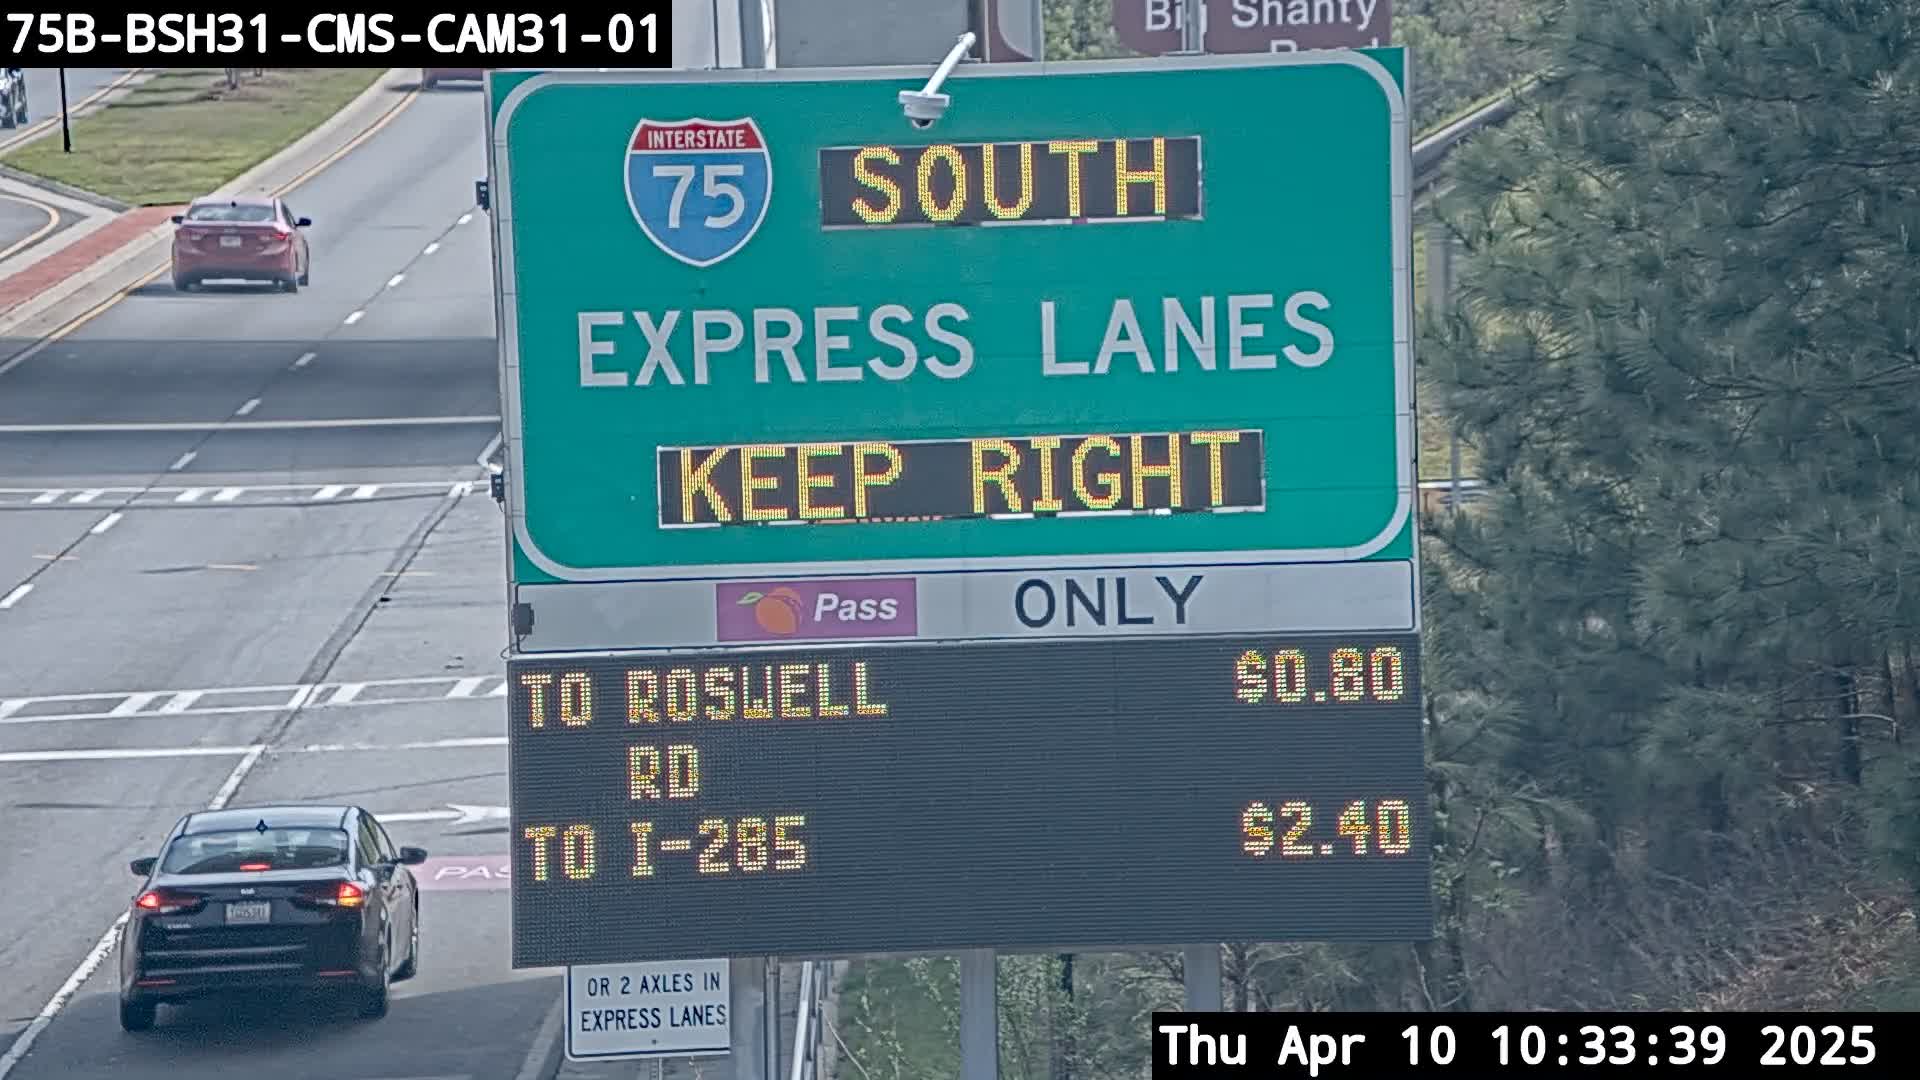 75B-BSH31-CMS-CAM31-01
Big Shanty
Road
INTERSTATE
75
SOUTH
EXPRESS LANES
KEEP RIGHT
Pass ONLY
TO ROSWELL $0.80
RD
TO I-285 $2.40
OR 2 AXLES IN
EXPRESS LANES
Thu Apr 10 10:33:39 2025